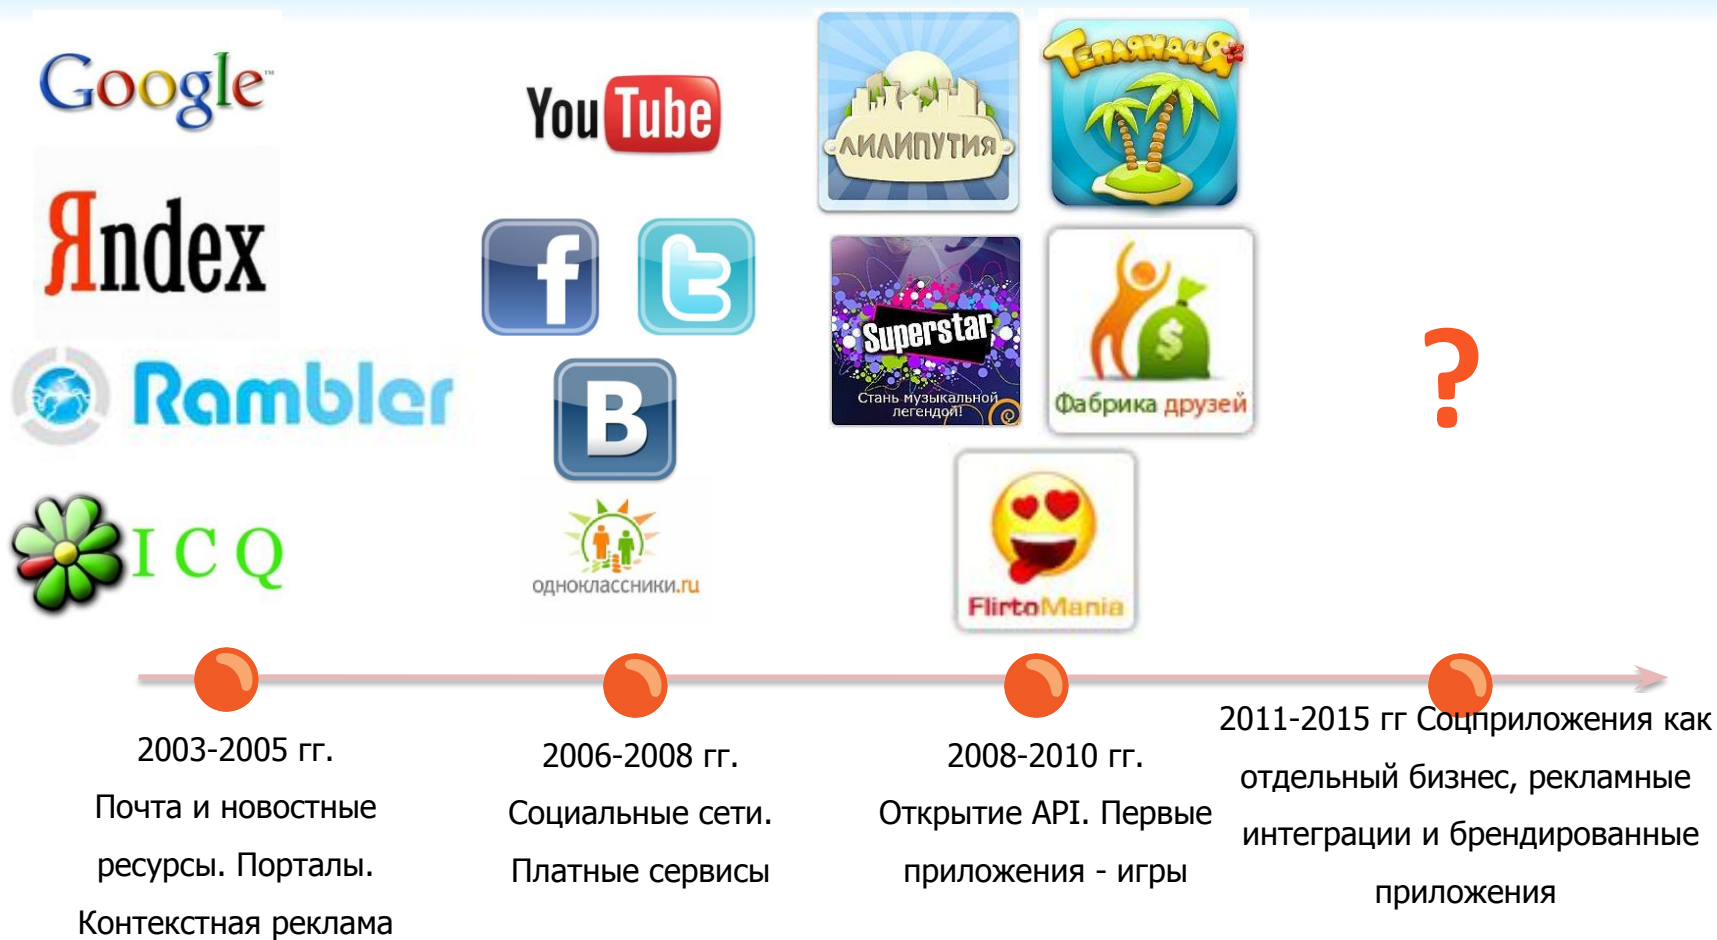 Google™
Яndex
Rambler
ICQ
YouTube
f
t
B
одноклассники.ru
ЛИЛИПУТИЯ
ТЕПЛЯНДИЯ
Superstar
Стань музыкальной
легендой!
$
Фабрика друзей
FlirtoMania
?
2003-2005 гг.
Почта и новостные
ресурсы. Порталы.
Контекстная реклама
2006-2008 гг.
Социальные сети.
Платные сервисы
2008-2010 гг.
Открытие API. Первые
приложения - игры
2011-2015 гг Соцприложения как
отдельный бизнес, рекламные
интеграции и брендированные
приложения